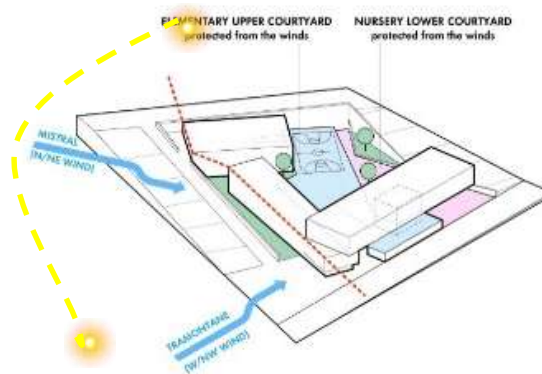 ELEMENTARY UPPER COURTYARD
protected from the winds
NURSERY LOWER COURTYARD
protected from the winds
MISTRAL
(N/NE WIND)
TRAMONTANE
(W/NW WIND)